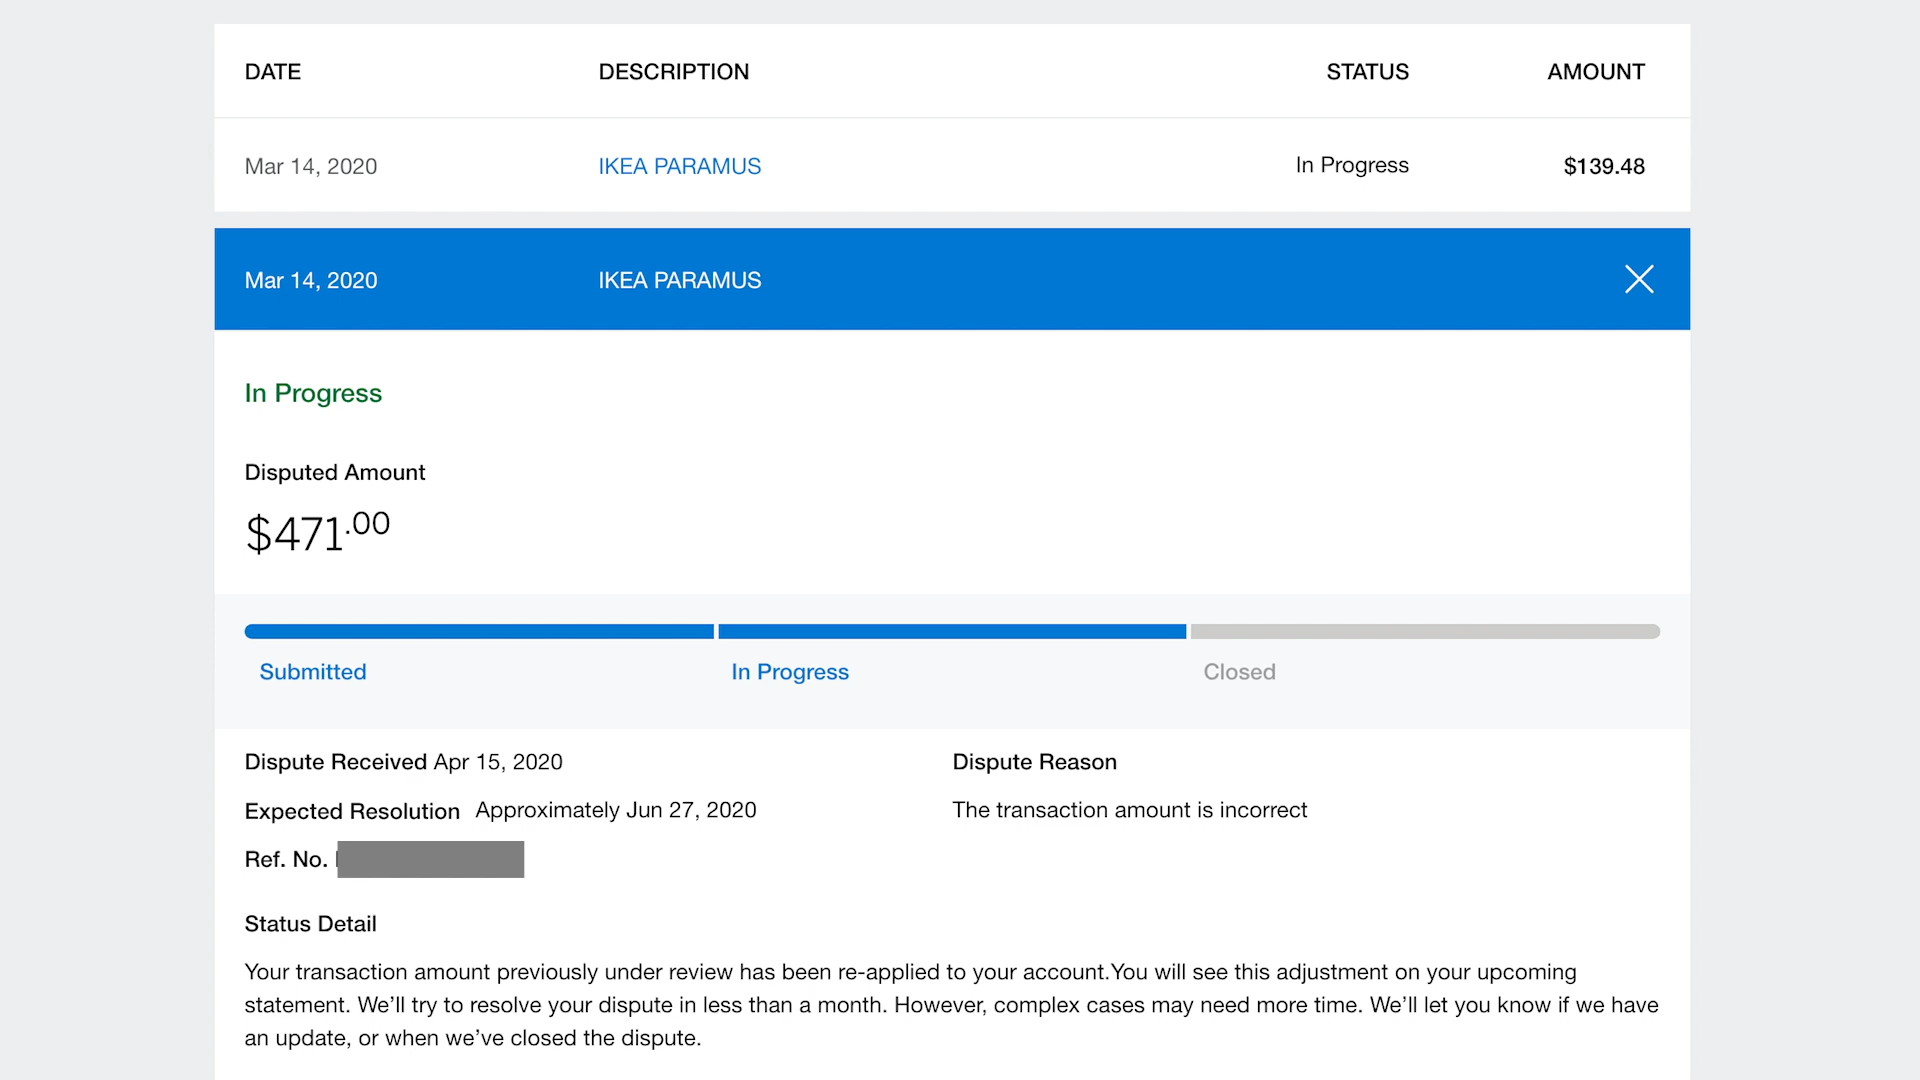 DATE DESCRIPTION STATUS AMOUNT
Mar 14, 2020 IKEA PARAMUS In Progress $139.48
Mar 14, 2020 IKEA PARAMUS
In Progress
Disputed Amount
$471.00
Submitted In Progress Closed
Dispute Received Apr 15, 2020 Dispute Reason
Expected Resolution Approximately Jun 27, 2020 The transaction amount is incorrect
Ref. No.
Status Detail
Your transaction amount previously under review has been re-applied to your account.You will see this adjustment on your upcoming
statement. We’ll try to resolve your dispute in less than a month. However, complex cases may need more time. We’ll let you know if we have
an update, or when we’ve closed the dispute.